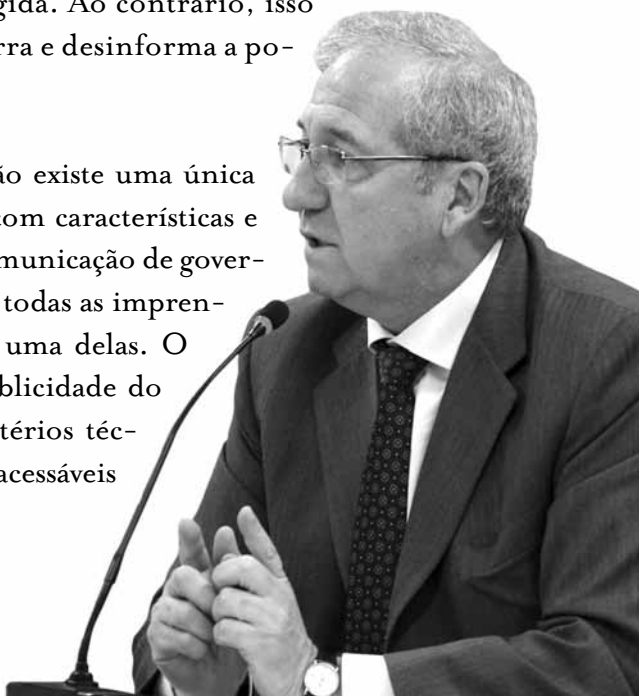 gida. Ao contrário, isso
rra e desinforma a po-
ão existe uma única
com características e
municação de gover-
todas as impren-
uma delas. O
blicidade do
térios téc-
acessáveis